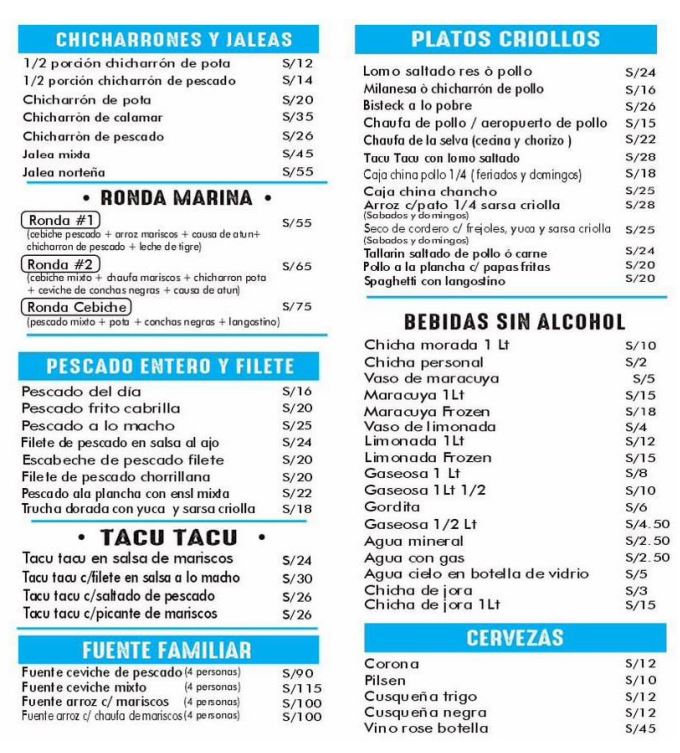 CHICHARRONES Y JALEAS
1/2 porción chicharrón de pota S/12
1/2 porción chicharrón de pescado S/14
Chicharrón de pota S/20
Chicharrón de calamar S/35
Chicharròn de pescado S/26
Jalea mixta S/45
Jalea norteña S/55
• RONDA MARINA •
Ronda #1 S/55
(cebiche pescado + arroz mariscos + causa de atun+
chicharron de pescado + leche de tigre)
Ronda #2 S/65
(cebiche mixto + chaufa mariscos + chicharron pota
+ ceviche de conchas negras + causa de atun)
Ronda Cebiche S/75
(pescado mixto + pota + conchas negras + langostino)
PESCADO ENTERO Y FILETE
Pescado del día S/16
Pescado frito cabrilla S/20
Pescado a lo macho S/25
Filete de pescado en salsa al ajo S/24
Escabeche de pescado filete S/20
Filete de pescado chorrillana S/20
Pescado ala plancha con ensl mixta S/22
Trucha dorada con yuca y sarsa criolla S/18
• TACU TACU •
Tacu tacu en salsa de mariscos S/24
Tacu tacu c/filete en salsa a lo macho S/30
Tacu tacu c/saltado de pescado S/26
Tacu tacu c/picante de mariscos S/26
FUENTE FAMILIAR
Fuente ceviche de pescado (4 personas) S/90
Fuente ceviche mixto (4 personas) S/115
Fuente arroz c/ mariscos (4 personas) S/100
Fuente arroz c/ chaufa de mariscos (4 personas) S/100
PLATOS CRIOLLOS
Lomo saltado res ò pollo S/24
Milanesa ò chicharrón de pollo S/16
Bisteck a lo pobre S/26
Chaufa de pollo / aeropuerto de pollo S/15
Chaufa de la selva (cecina y chorizo ) S/22
Tacu Tacu con lomo saltado S/28
Caja china pollo 1/4 ( feriados y domingos) S/18
Caja china chancho S/25
Arroz c/pato 1/4 sarsa criolla S/28
(Sabados y domingos)
Seco de cordero c/ frejoles, yuca y sarsa criolla S/25
(Sabados y domingos)
Tallarin saltado de pollo ó carne S/24
Pollo a la plancha c/ papas fritas S/20
Spaghetti con langostino S/20
BEBIDAS SIN ALCOHOL
Chicha morada 1 Lt S/10
Chicha personal S/2
Vaso de maracuya S/5
Maracuya 1Lt S/15
Maracuya Frozen S/18
Vaso de limonada S/4
Limonada 1Lt S/12
Limonada Frozen S/15
Gaseosa 1 Lt S/8
Gaseosa 1Lt 1/2 S/10
Gordita S/6
Gaseosa 1/2 Lt S/4.50
Agua mineral S/2.50
Agua con gas S/2.50
Agua cielo en botella de vidrio S/5
Chicha de jora S/3
Chicha de jora 1Lt S/15
CERVEZAS
Corona S/12
Pilsen S/10
Cusqueña trigo S/12
Cusqueña negra S/12
Vino rose botella S/45